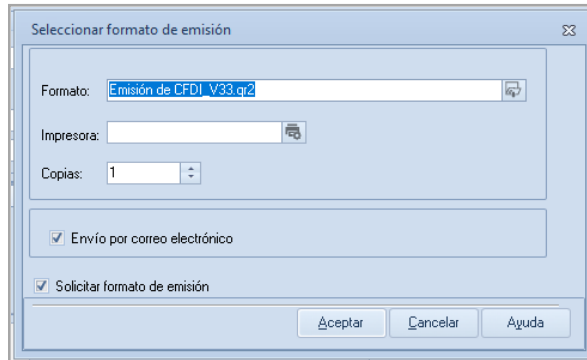 Seleccionar formato de emisión
Formato: Emisión de CFDI_V33.qr2
Impresora:
Copias: 1
Envío por correo electrónico
Solicitar formato de emisión
Aceptar Cancelar Ayuda